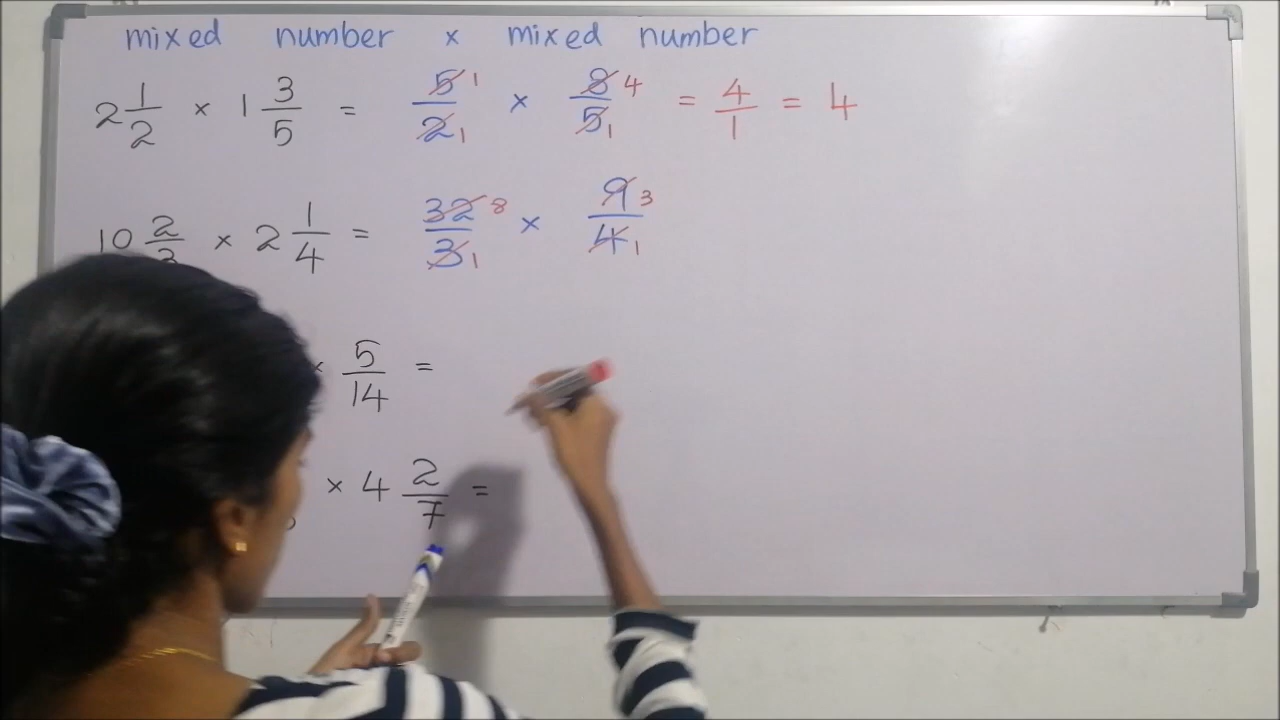 mixed number × mixed number
2 1/2 × 1 3/5 = 5/2 1 1 × 8/5 4 1 = 4/1 = 4
10 2/3 × 2 1/4 = 32/3 8 1 × 9/4 3 1
× 5/14 =
× 4 2/7 =